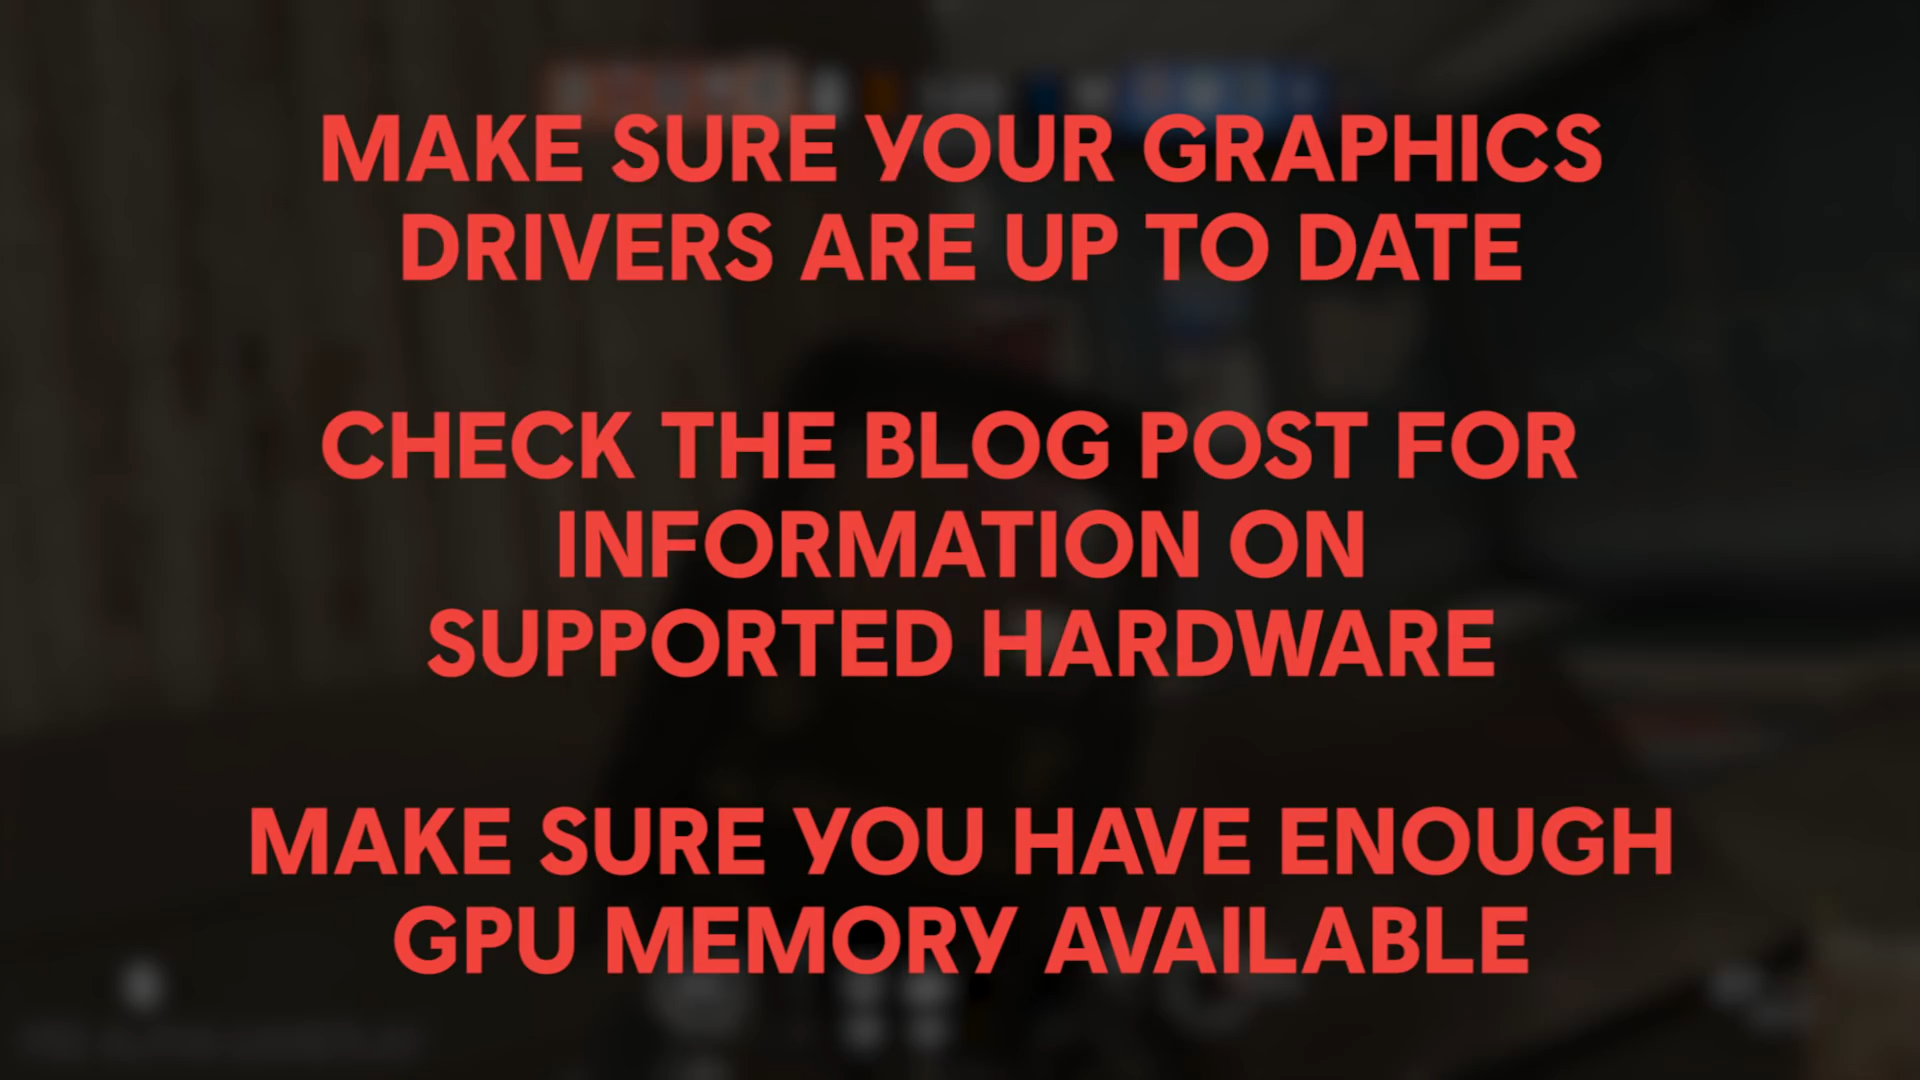 MAKE SURE YOUR GRAPHICS
DRIVERS ARE UP TO DATE
CHECK THE BLOG POST FOR
INFORMATION ON
SUPPORTED HARDWARE
MAKE SURE YOU HAVE ENOUGH
GPU MEMORY AVAILABLE